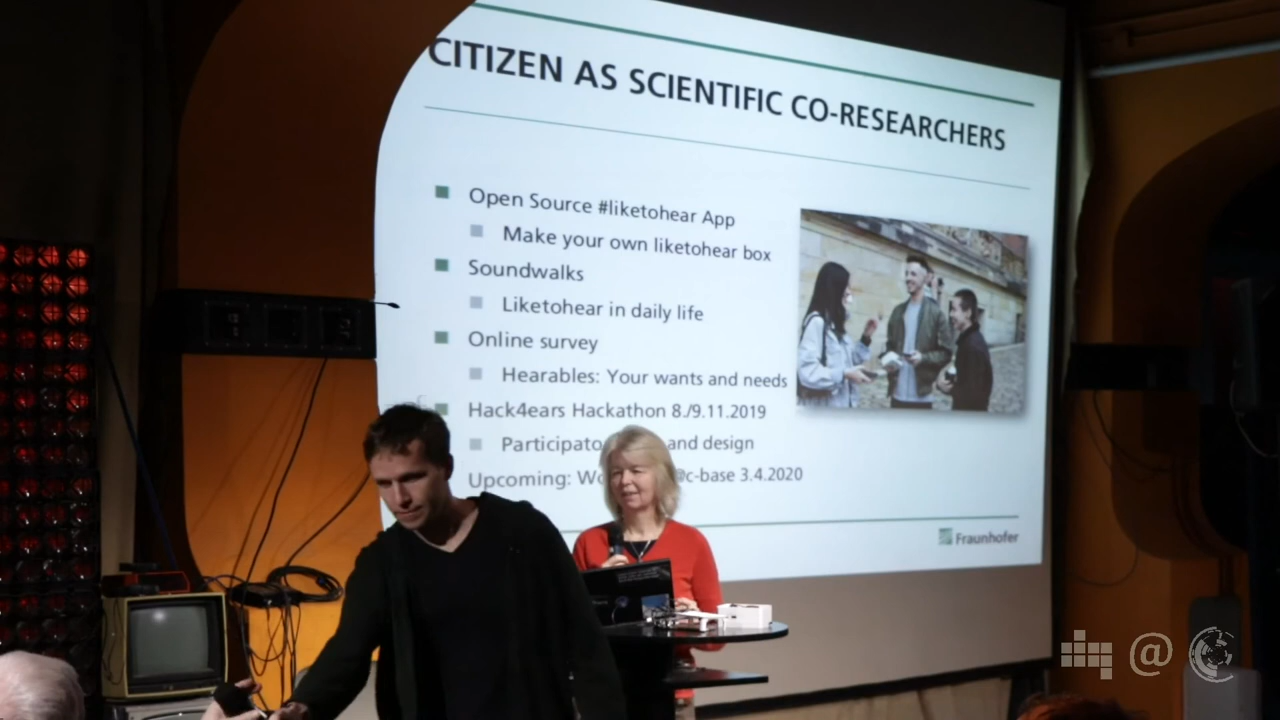 CITIZEN AS SCIENTIFIC CO-RESEARCHERS
Open Source #liketohear App
Make your own liketohear box
Soundwalks
Liketohear in daily life
Online survey
Hearables: Your wants and needs
Hack4ears Hackathon 8./9.11.2019
and design
Upcoming: @c-base 3.4.2020
Fraunhofer
@